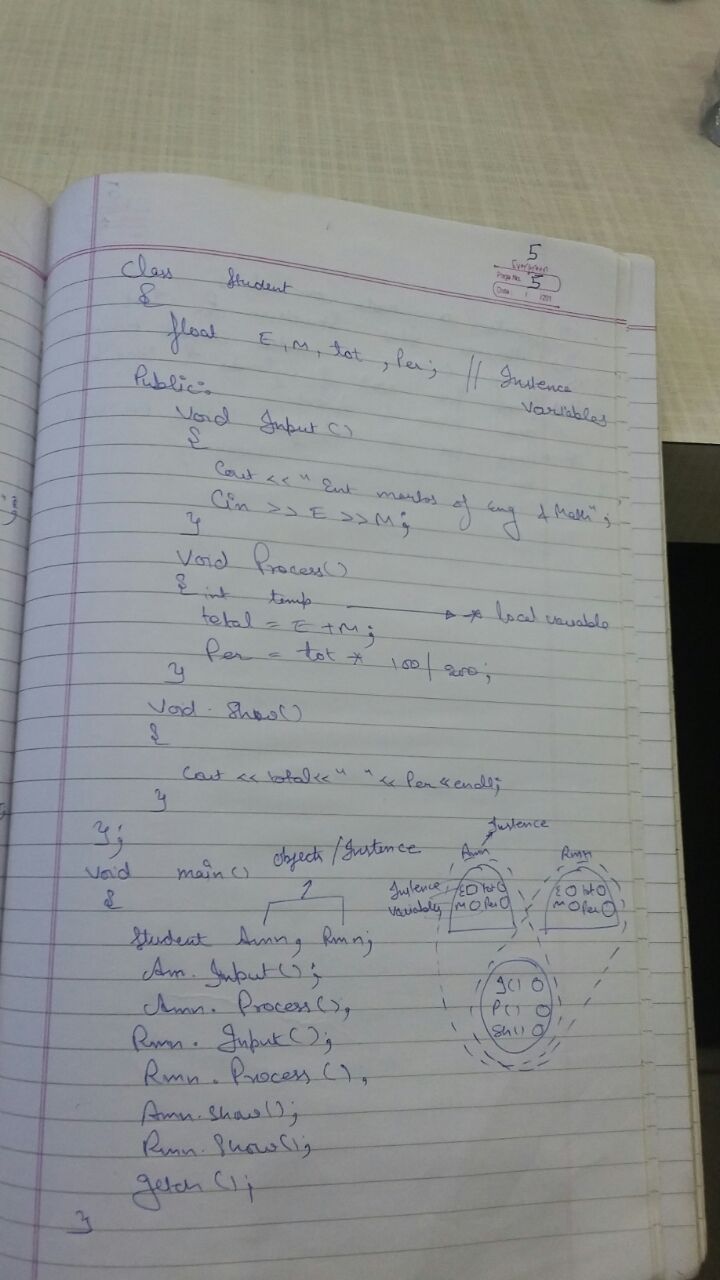 5
Evergreen
Page No. 5
Date / /201
Class Student
{
float E, M, tot, Per; // Instence
variables
Public:
Void Input()
{
Cout << " Ent marks of Eng & Math";
Cin >> E >> M;
}
Void Process()
{ int temp → * local variable
total = E + M;
Per = tot * 100/200;
}
Void Show()
{
Cout << total << " " << Per << endl;
}
};
Void main() objects/Instence
{
Student Amn, Rmn;
Am. Input();
Amn. Process(),
Rmn. Input();
Rmn. Process(),
Amn. Show();
Rmn. Show();
getch();
}
Instence
Amn Rmn
Instence
variables
E tot
M Per
E tot
M Per
I()
P()
Sh()